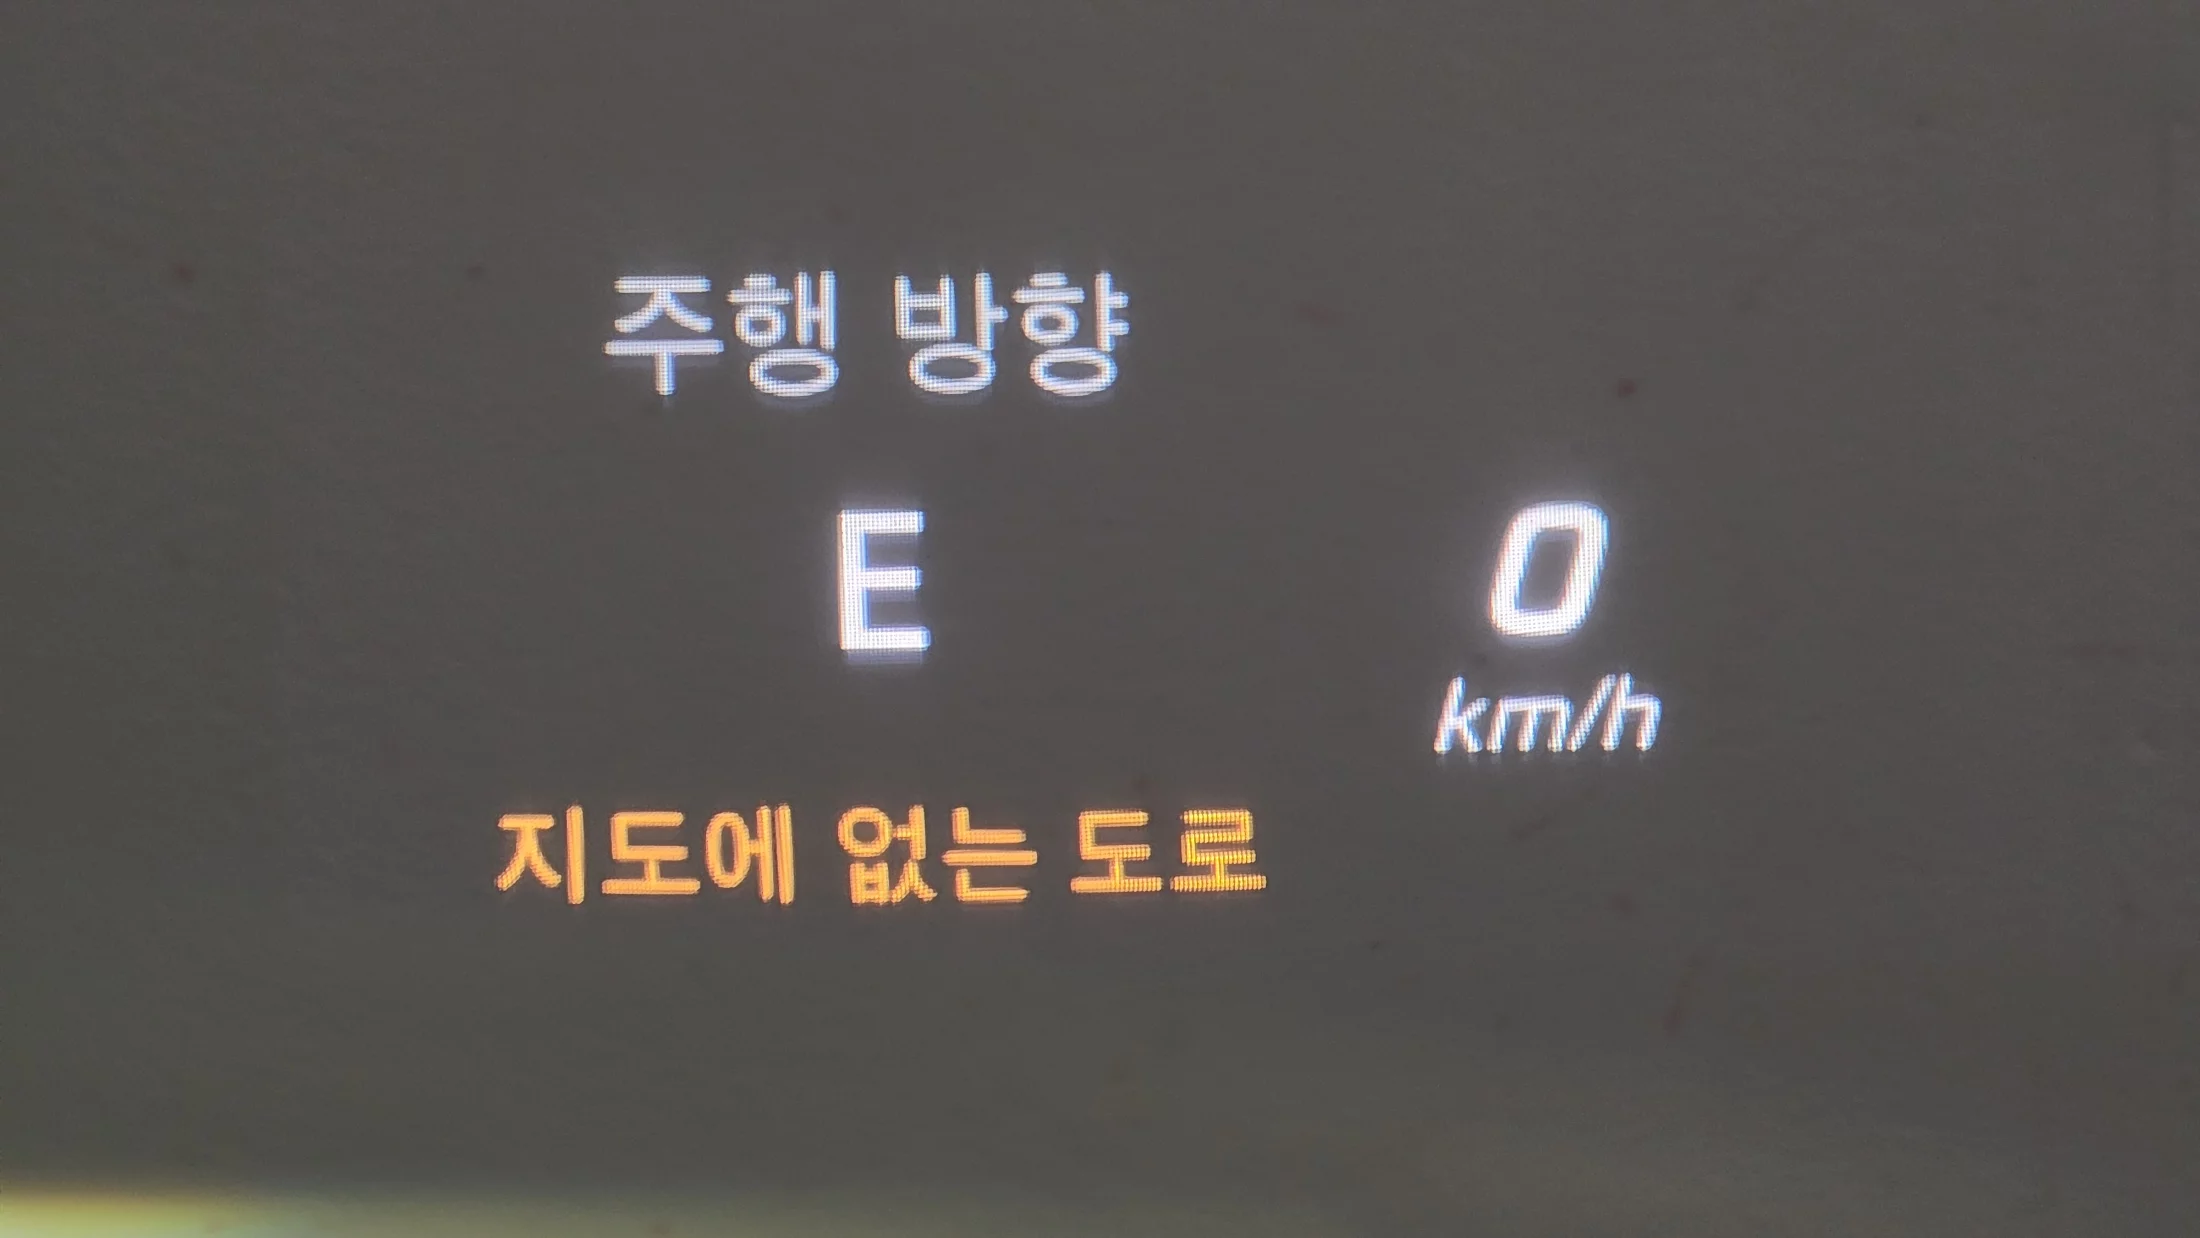 주행 방향
E
0
km/h
지도에 없는 도로